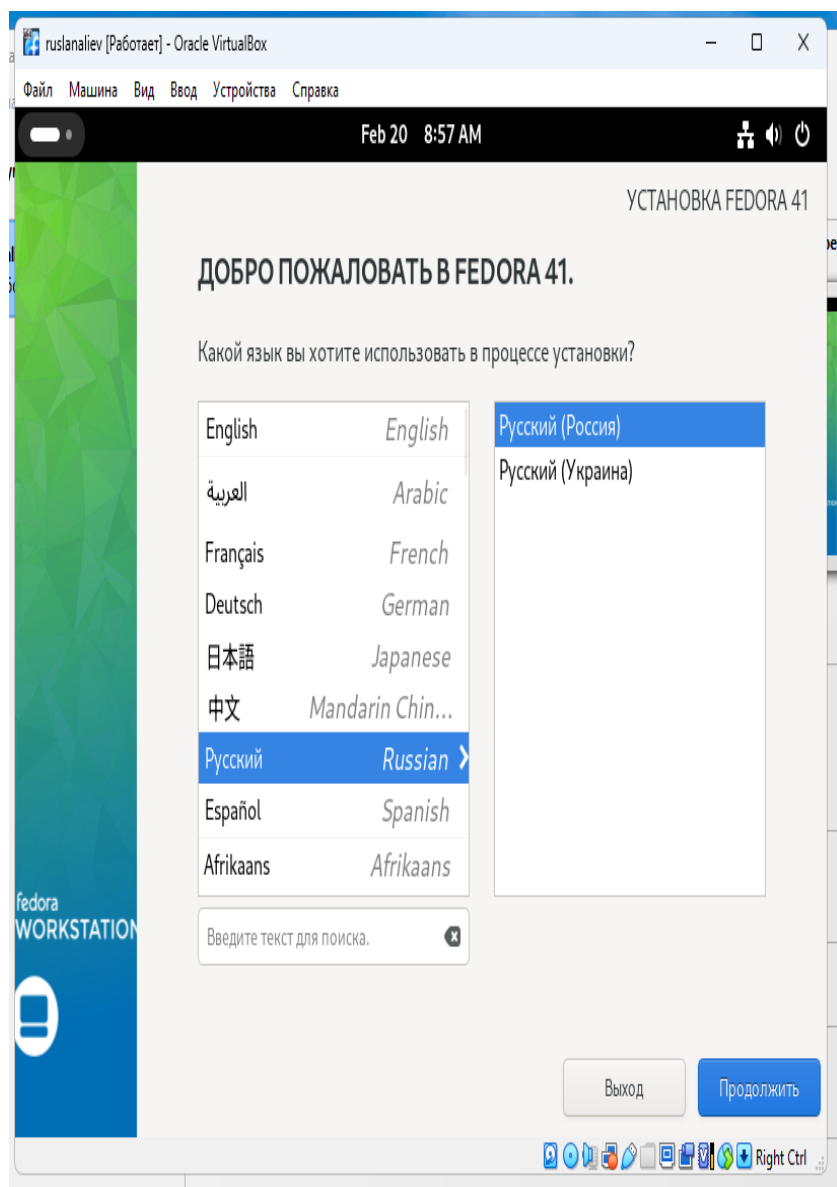 ruslanaliev [Работает] - Oracle VirtualBox
Файл Машина Вид Ввод Устройства Справка
Feb 20 8:57 AM
УСТАНОВКА FEDORA 41
ДОБРО ПОЖАЛОВАТЬ В FEDORA 41.
Какой язык вы хотите использовать в процессе установки?
English English
العربية Arabic
Français French
Deutsch German
日本語 Japanese
中文 Mandarin Chin...
Русский Russian
Español Spanish
Afrikaans Afrikaans
Русский (Россия)
Русский (Украина)
Введите текст для поиска.
fedora
WORKSTATION
Выход Продолжить
Right Ctrl